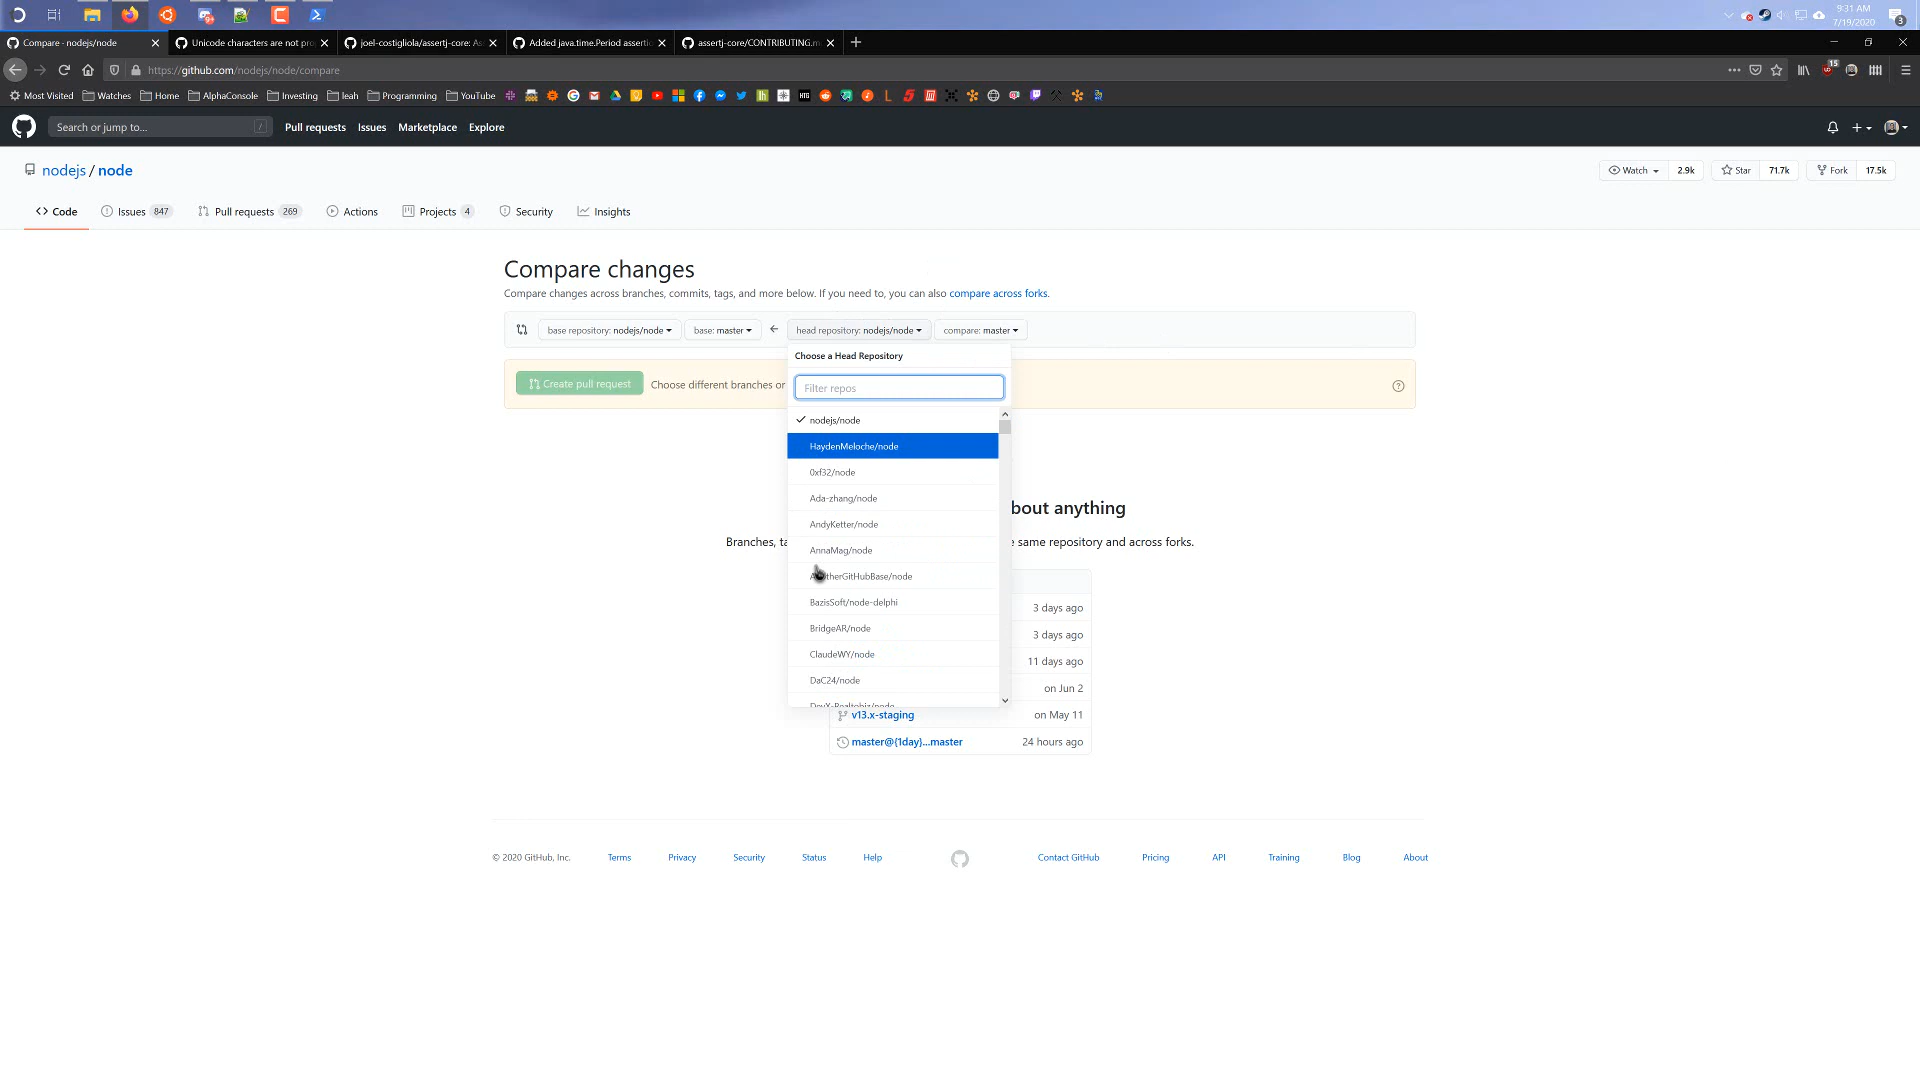 9:31 AM
7/19/2020
3
Compare · nodejs/node
Unicode characters are not pro
joel-costigliola/assertj-core: As
Added java.time.Period assertio
assertj-core/CONTRIBUTING.m
https://github.com/nodejs/node/compare
15
Most Visited Watches Home AlphaConsole Investing leah Programming YouTube
Search or jump to... /
Pull requests Issues Marketplace Explore
nodejs / node
Watch 2.9k Star 71.7k Fork 17.5k
Code Issues 847 Pull requests 269 Actions Projects 4 Security Insights
Compare changes
Compare changes across branches, commits, tags, and more below. If you need to, you can also compare across forks.
base repository: nodejs/node base: master head repository: nodejs/node compare: master
Choose a Head Repository
Create pull request Choose different branches or
Filter repos
nodejs/node
HaydenMeloche/node
0xf32/node
Ada-zhang/node
AndyKetter/node
bout anything
Branches, ta e same repository and across forks.
AnnaMag/node
AnotherGitHubBase/node
BazisSoft/node-delphi
3 days ago
BridgeAR/node
3 days ago
ClaudeWY/node
11 days ago
DaC24/node
on Jun 2
v13.x-staging on May 11
master@{1day}...master 24 hours ago
© 2020 GitHub, Inc. Terms Privacy Security Status Help Contact GitHub Pricing API Training Blog About